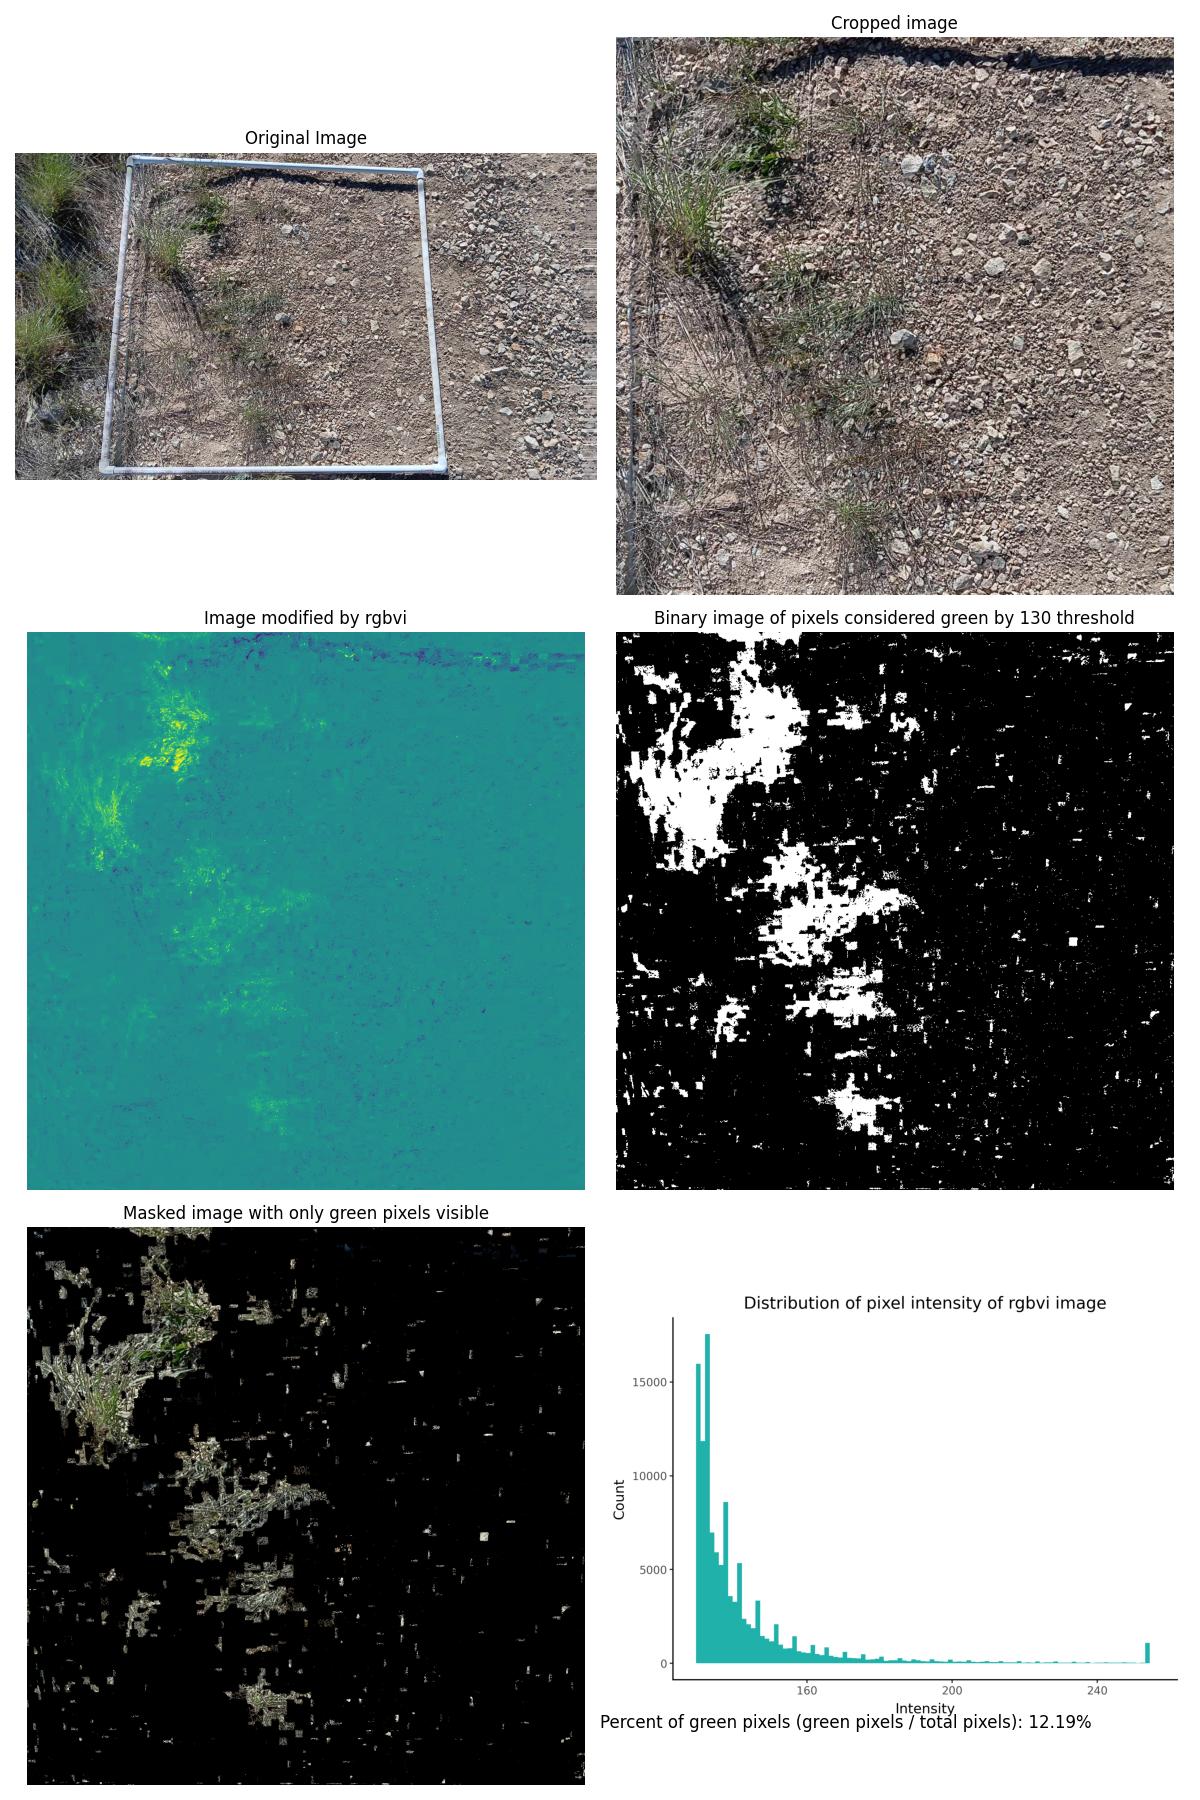 Cropped image
Original Image
Image modified by rgbvi
Binary image of pixels considered green by 130 threshold
Masked image with only green pixels visible
Distribution of pixel intensity of rgbvi image
15000
10000
5000
0
Count
160
200
240
Intensity
Percent of green pixels (green pixels / total pixels): 12.19%